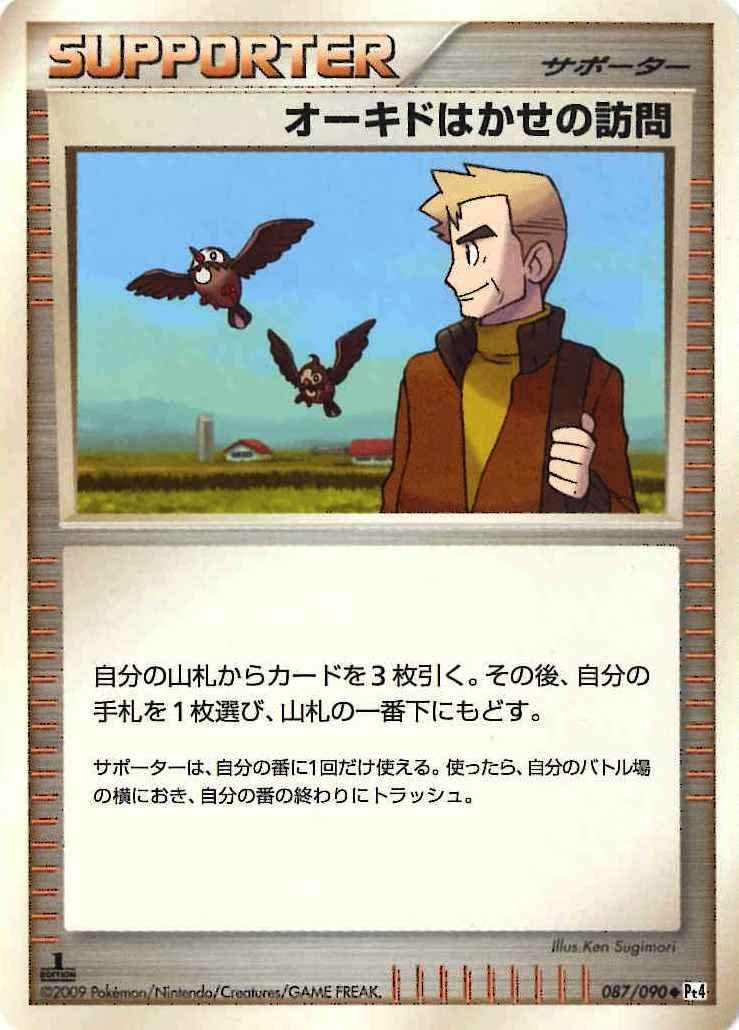 SUPPORTER
サポーター
オーキドはかせの訪問
自分の山札からカードを3枚引く。その後、自分の
手札を1枚選び、山札の一番下にもどす。
サポーターは、自分の番に1回だけ使える。使ったら、自分のバトル場
の横におき、自分の番の終わりにトラッシュ。
Illus.Ken Sugimori
1
EDITION
©2009 Pokémon/Nintendo/Creatures/GAME FREAK.
087/090◆ Pt4